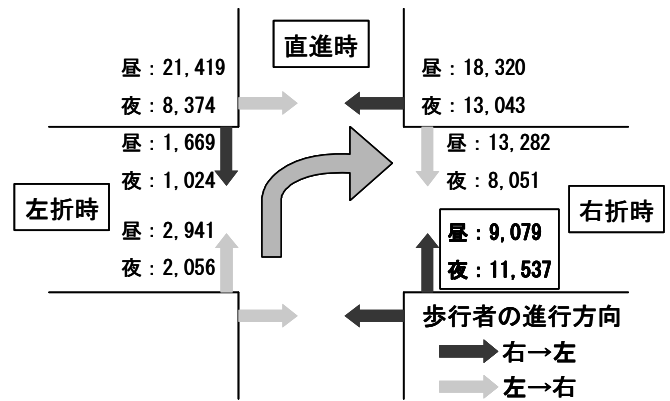 直進時
昼：21,419
夜：8,374
昼：18,320
夜：13,043
昼：1,669
夜：1,024
昼：13,282
夜：8,051
左折時
右折時
昼：2,941
夜：2,056
昼：9,079
夜：11,537
歩行者の進行方向
右→左
左→右